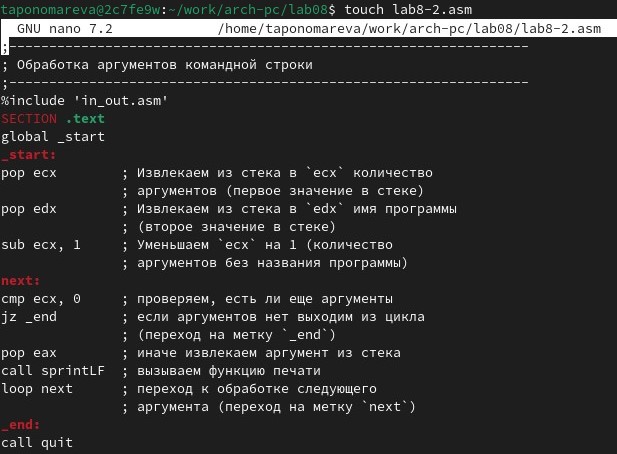 taponomareva@2c7fe9w:~/work/arch-pc/lab08$ touch lab8-2.asm
GNU nano 7.2 /home/taponomareva/work/arch-pc/lab08/lab8-2.asm
;-----------------------------------------------------------------
; Обработка аргументов командной строки
;-----------------------------------------------------------------
%include 'in_out.asm'
SECTION .text
global _start
_start:
pop ecx ; Извлекаем из стека в `ecx` количество
; аргументов (первое значение в стеке)
pop edx ; Извлекаем из стека в `edx` имя программы
; (второе значение в стеке)
sub ecx, 1 ; Уменьшаем `ecx` на 1 (количество
; аргументов без названия программы)
next:
cmp ecx, 0 ; проверяем, есть ли еще аргументы
jz _end ; если аргументов нет выходим из цикла
; (переход на метку `_end`)
pop eax ; иначе извлекаем аргумент из стека
call sprintLF ; вызываем функцию печати
loop next ; переход к обработке следующего
; аргумента (переход на метку `next`)
_end:
call quit